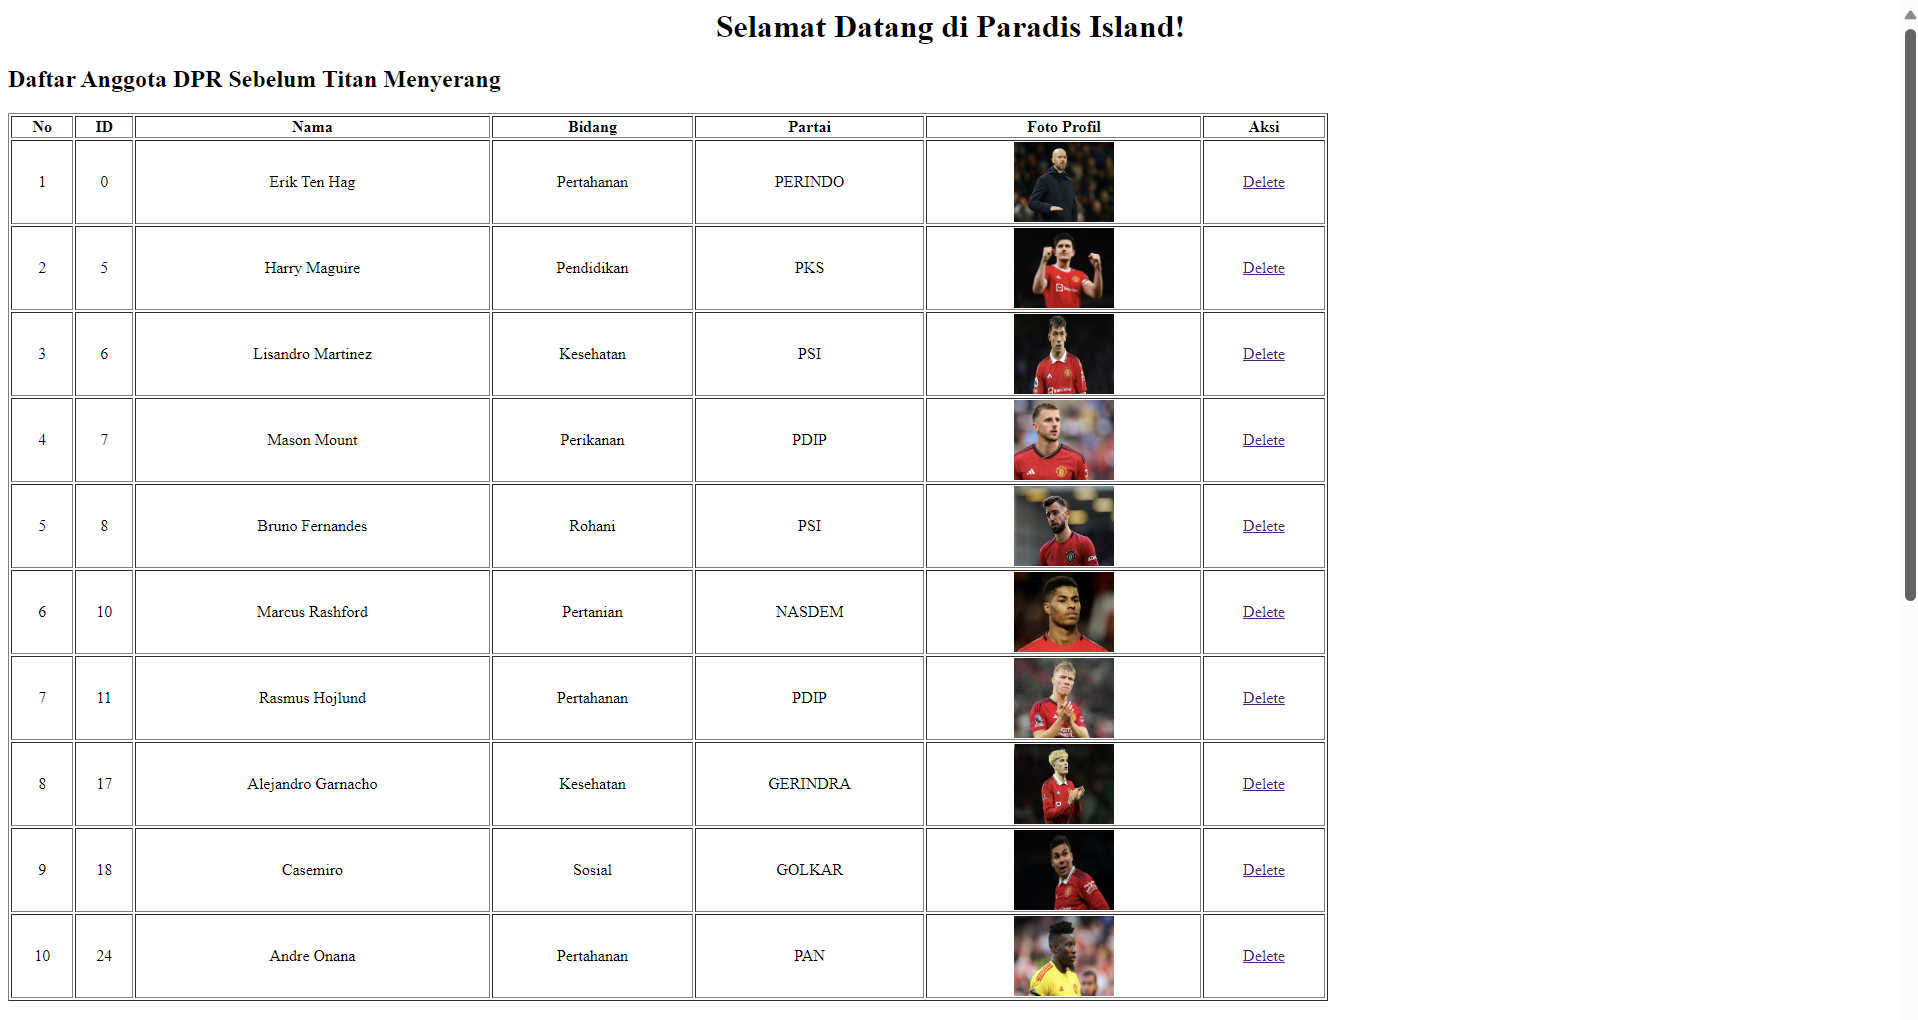 Selamat Datang di Paradis Island!
Daftar Anggota DPR Sebelum Titan Menyerang
No ID Nama Bidang Partai Foto Profil Aksi
1 0 Erik Ten Hag Pertahanan PERINDO Delete
2 5 Harry Maguire Pendidikan PKS Delete
3 6 Lisandro Martinez Kesehatan PSI Delete
4 7 Mason Mount Perikanan PDIP Delete
5 8 Bruno Fernandes Rohani PSI Delete
6 10 Marcus Rashford Pertanian NASDEM Delete
7 11 Rasmus Hojlund Pertahanan PDIP Delete
8 17 Alejandro Garnacho Kesehatan GERINDRA Delete
9 18 Casemiro Sosial GOLKAR Delete
10 24 Andre Onana Pertahanan PAN Delete